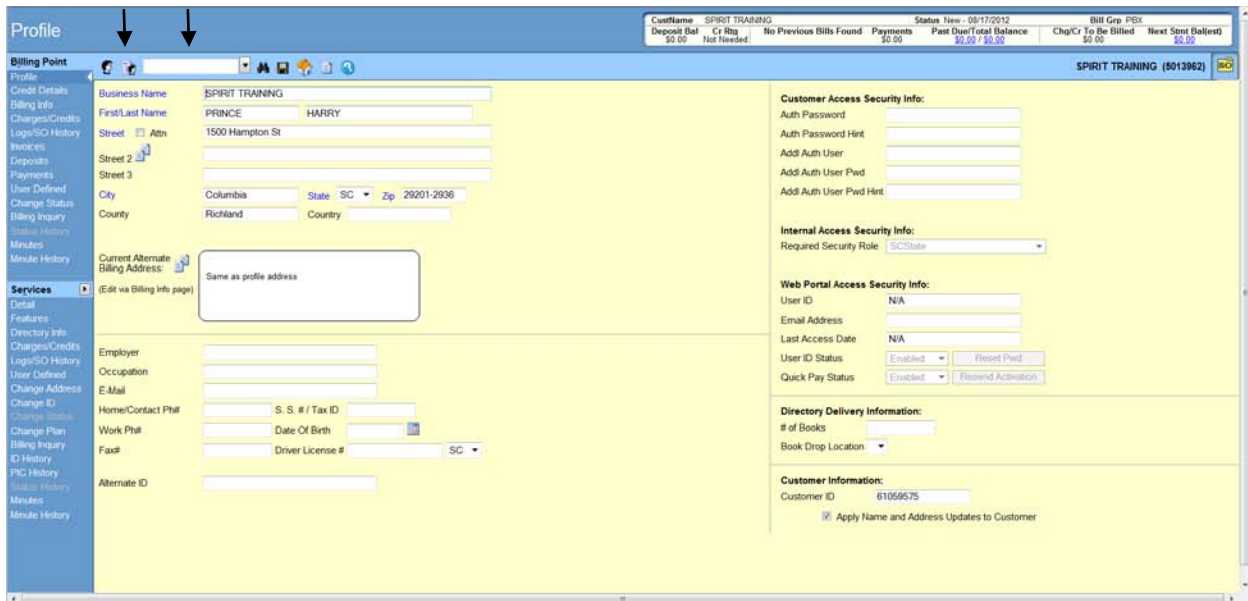 Profile
CustName SPIRIT TRAINING Status New - 08/17/2012 Bill Grp PBX
Deposit Bal Cr Rtg No Previous Bills Found Payments Past Due/Total Balance Chg/Cr To Be Billed Next Stmt Bal(est)
$0.00 Not Needed $0.00 $0.00 / $0.00 $0.00 $0.00
SPIRIT TRAINING (5013962) SO
Billing Point
Profile
Credit Details
Billing Info
Charges/Credits
Logs/SO History
Invoices
Deposits
Payments
User Defined
Change Status
Billing Inquiry
Status History
Minutes
Minute History
Services
Detail
Features
Directory Info
Charges/Credits
Logs/SO History
User Defined
Change Address
Change ID
Change Status
Change Plan
Billing Inquiry
ID History
PIC History
Status History
Minutes
Minute History
Business Name SPIRIT TRAINING
First/Last Name PRINCE HARRY
Street Attn 1500 Hampton St
Street 2
Street 3
City Columbia State SC Zip 29201-2936
County Richland Country
Current Alternate
Billing Address:
(Edit via Billing Info page)
Same as profile address
Employer
Occupation
E-Mail
Home/Contact Ph# S. S. # / Tax ID
Work Ph# Date Of Birth
Fax# Driver License # SC
Alternate ID
Customer Access Security Info:
Auth Password
Auth Password Hint
Addl Auth User
Addl Auth User Pwd
Addl Auth User Pwd Hint
Internal Access Security Info:
Required Security Role SCState
Web Portal Access Security Info:
User ID N/A
Email Address
Last Access Date N/A
User ID Status Enabled Reset Pwd
Quick Pay Status Enabled Resend Activation
Directory Delivery Information:
# of Books
Book Drop Location
Customer Information:
Customer ID 61059575
Apply Name and Address Updates to Customer